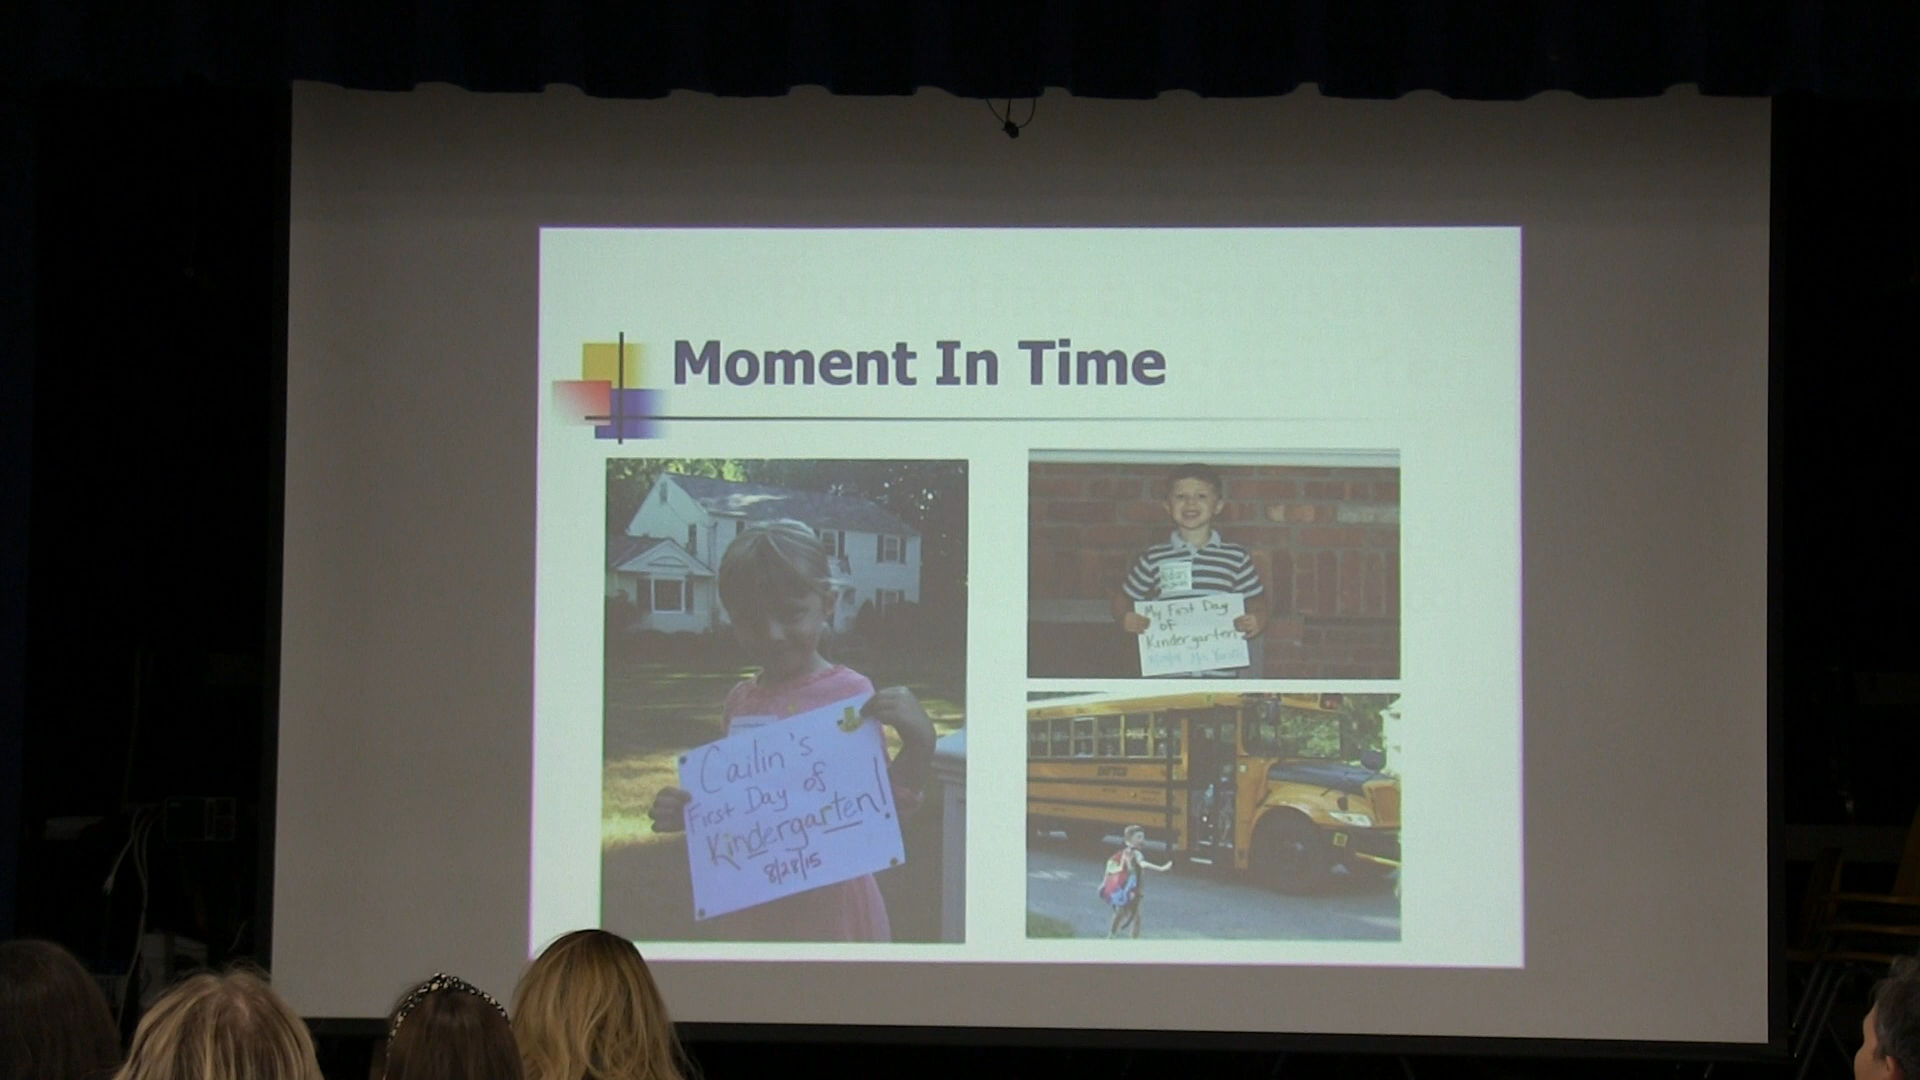 Moment In Time
Cailin's
First Day of
Kindergarten!
8/28/15
My First Day
of
Kindergarten